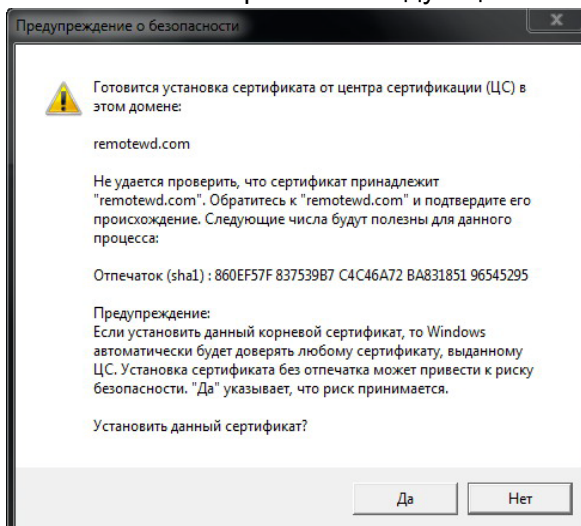 Предупреждение о безопасности
Готовится установка сертификата от центра сертификации (ЦС) в
этом домене:
remotewd.com
Не удается проверить, что сертификат принадлежит
"remotewd.com". Обратитесь к "remotewd.com" и подтвердите его
происхождение. Следующие числа будут полезны для данного
процесса:
Отпечаток (sha1) : 860EF57F 837539B7 C4C46A72 BA831851 96545295
Предупреждение:
Если установить данный корневой сертификат, то Windows
автоматически будет доверять любому сертификату, выданному
ЦС. Установка сертификата без отпечатка может привести к риску
безопасности. "Да" указывает, что риск принимается.
Установить данный сертификат?
Да
Нет